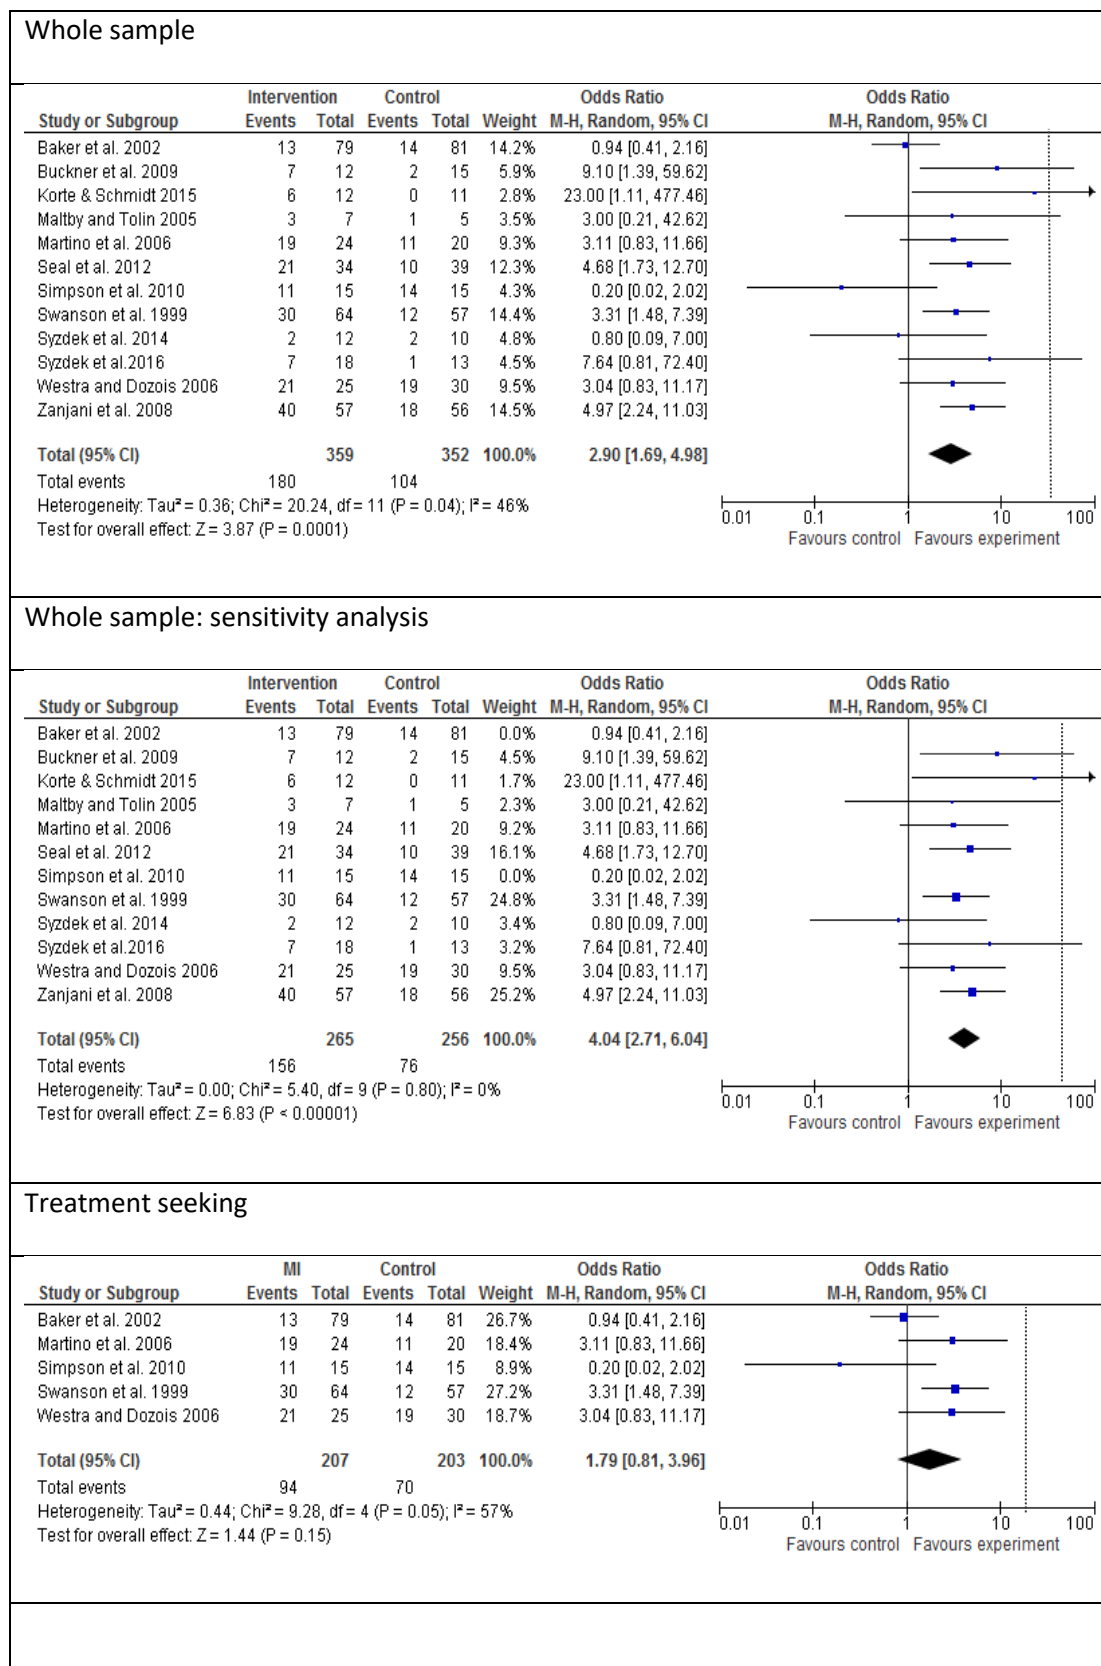 Whole sample
Intervention Control Odds Ratio Odds Ratio
Study or Subgroup Events Total Events Total Weight M-H, Random, 95% CI M-H, Random, 95% CI
Baker et al. 2002 13 79 14 81 14.2% 0.94 [0.41, 2.16]
Buckner et al. 2009 7 12 2 15 5.9% 9.10 [1.39, 59.62]
Korte & Schmidt 2015 6 12 0 11 2.8% 23.00 [1.11, 477.46]
Maltby and Tolin 2005 3 7 1 5 3.5% 3.00 [0.21, 42.62]
Martino et al. 2006 19 24 11 20 9.3% 3.11 [0.83, 11.66]
Seal et al. 2012 21 34 10 39 12.3% 4.68 [1.73, 12.70]
Simpson et al. 2010 11 15 14 15 4.3% 0.20 [0.02, 2.02]
Swanson et al. 1999 30 64 12 57 14.4% 3.31 [1.48, 7.39]
Syzdek et al. 2014 2 12 2 10 4.8% 0.80 [0.09, 7.00]
Syzdek et al.2016 7 18 1 13 4.5% 7.64 [0.81, 72.40]
Westra and Dozois 2006 21 25 19 30 9.5% 3.04 [0.83, 11.17]
Zanjani et al. 2008 40 57 18 56 14.5% 4.97 [2.24, 11.03]
Total (95% CI) 359 352 100.0% 2.90 [1.69, 4.98]
Total events 180 104
Heterogeneity: Tau² = 0.36; Chi² = 20.24, df = 11 (P = 0.04); I² = 46%
Test for overall effect: Z = 3.87 (P = 0.0001)
0.01 0.1 1 10 100
Favours control Favours experiment
Whole sample: sensitivity analysis
Intervention Control Odds Ratio Odds Ratio
Study or Subgroup Events Total Events Total Weight M-H, Random, 95% CI M-H, Random, 95% CI
Baker et al. 2002 13 79 14 81 0.0% 0.94 [0.41, 2.16]
Buckner et al. 2009 7 12 2 15 4.5% 9.10 [1.39, 59.62]
Korte & Schmidt 2015 6 12 0 11 1.7% 23.00 [1.11, 477.46]
Maltby and Tolin 2005 3 7 1 5 2.3% 3.00 [0.21, 42.62]
Martino et al. 2006 19 24 11 20 9.2% 3.11 [0.83, 11.66]
Seal et al. 2012 21 34 10 39 16.1% 4.68 [1.73, 12.70]
Simpson et al. 2010 11 15 14 15 0.0% 0.20 [0.02, 2.02]
Swanson et al. 1999 30 64 12 57 24.8% 3.31 [1.48, 7.39]
Syzdek et al. 2014 2 12 2 10 3.4% 0.80 [0.09, 7.00]
Syzdek et al.2016 7 18 1 13 3.2% 7.64 [0.81, 72.40]
Westra and Dozois 2006 21 25 19 30 9.5% 3.04 [0.83, 11.17]
Zanjani et al. 2008 40 57 18 56 25.2% 4.97 [2.24, 11.03]
Total (95% CI) 265 256 100.0% 4.04 [2.71, 6.04]
Total events 156 76
Heterogeneity: Tau² = 0.00; Chi² = 5.40, df = 9 (P = 0.80); I² = 0%
Test for overall effect: Z = 6.83 (P < 0.00001)
0.01 0.1 1 10 100
Favours control Favours experiment
Treatment seeking
MI Control Odds Ratio Odds Ratio
Study or Subgroup Events Total Events Total Weight M-H, Random, 95% CI M-H, Random, 95% CI
Baker et al. 2002 13 79 14 81 26.7% 0.94 [0.41, 2.16]
Martino et al. 2006 19 24 11 20 18.4% 3.11 [0.83, 11.66]
Simpson et al. 2010 11 15 14 15 8.9% 0.20 [0.02, 2.02]
Swanson et al. 1999 30 64 12 57 27.2% 3.31 [1.48, 7.39]
Westra and Dozois 2006 21 25 19 30 18.7% 3.04 [0.83, 11.17]
Total (95% CI) 207 203 100.0% 1.79 [0.81, 3.96]
Total events 94 70
Heterogeneity: Tau² = 0.44; Chi² = 9.28, df = 4 (P = 0.05); I² = 57%
Test for overall effect: Z = 1.44 (P = 0.15)
0.01 0.1 1 10 100
Favours control Favours experiment